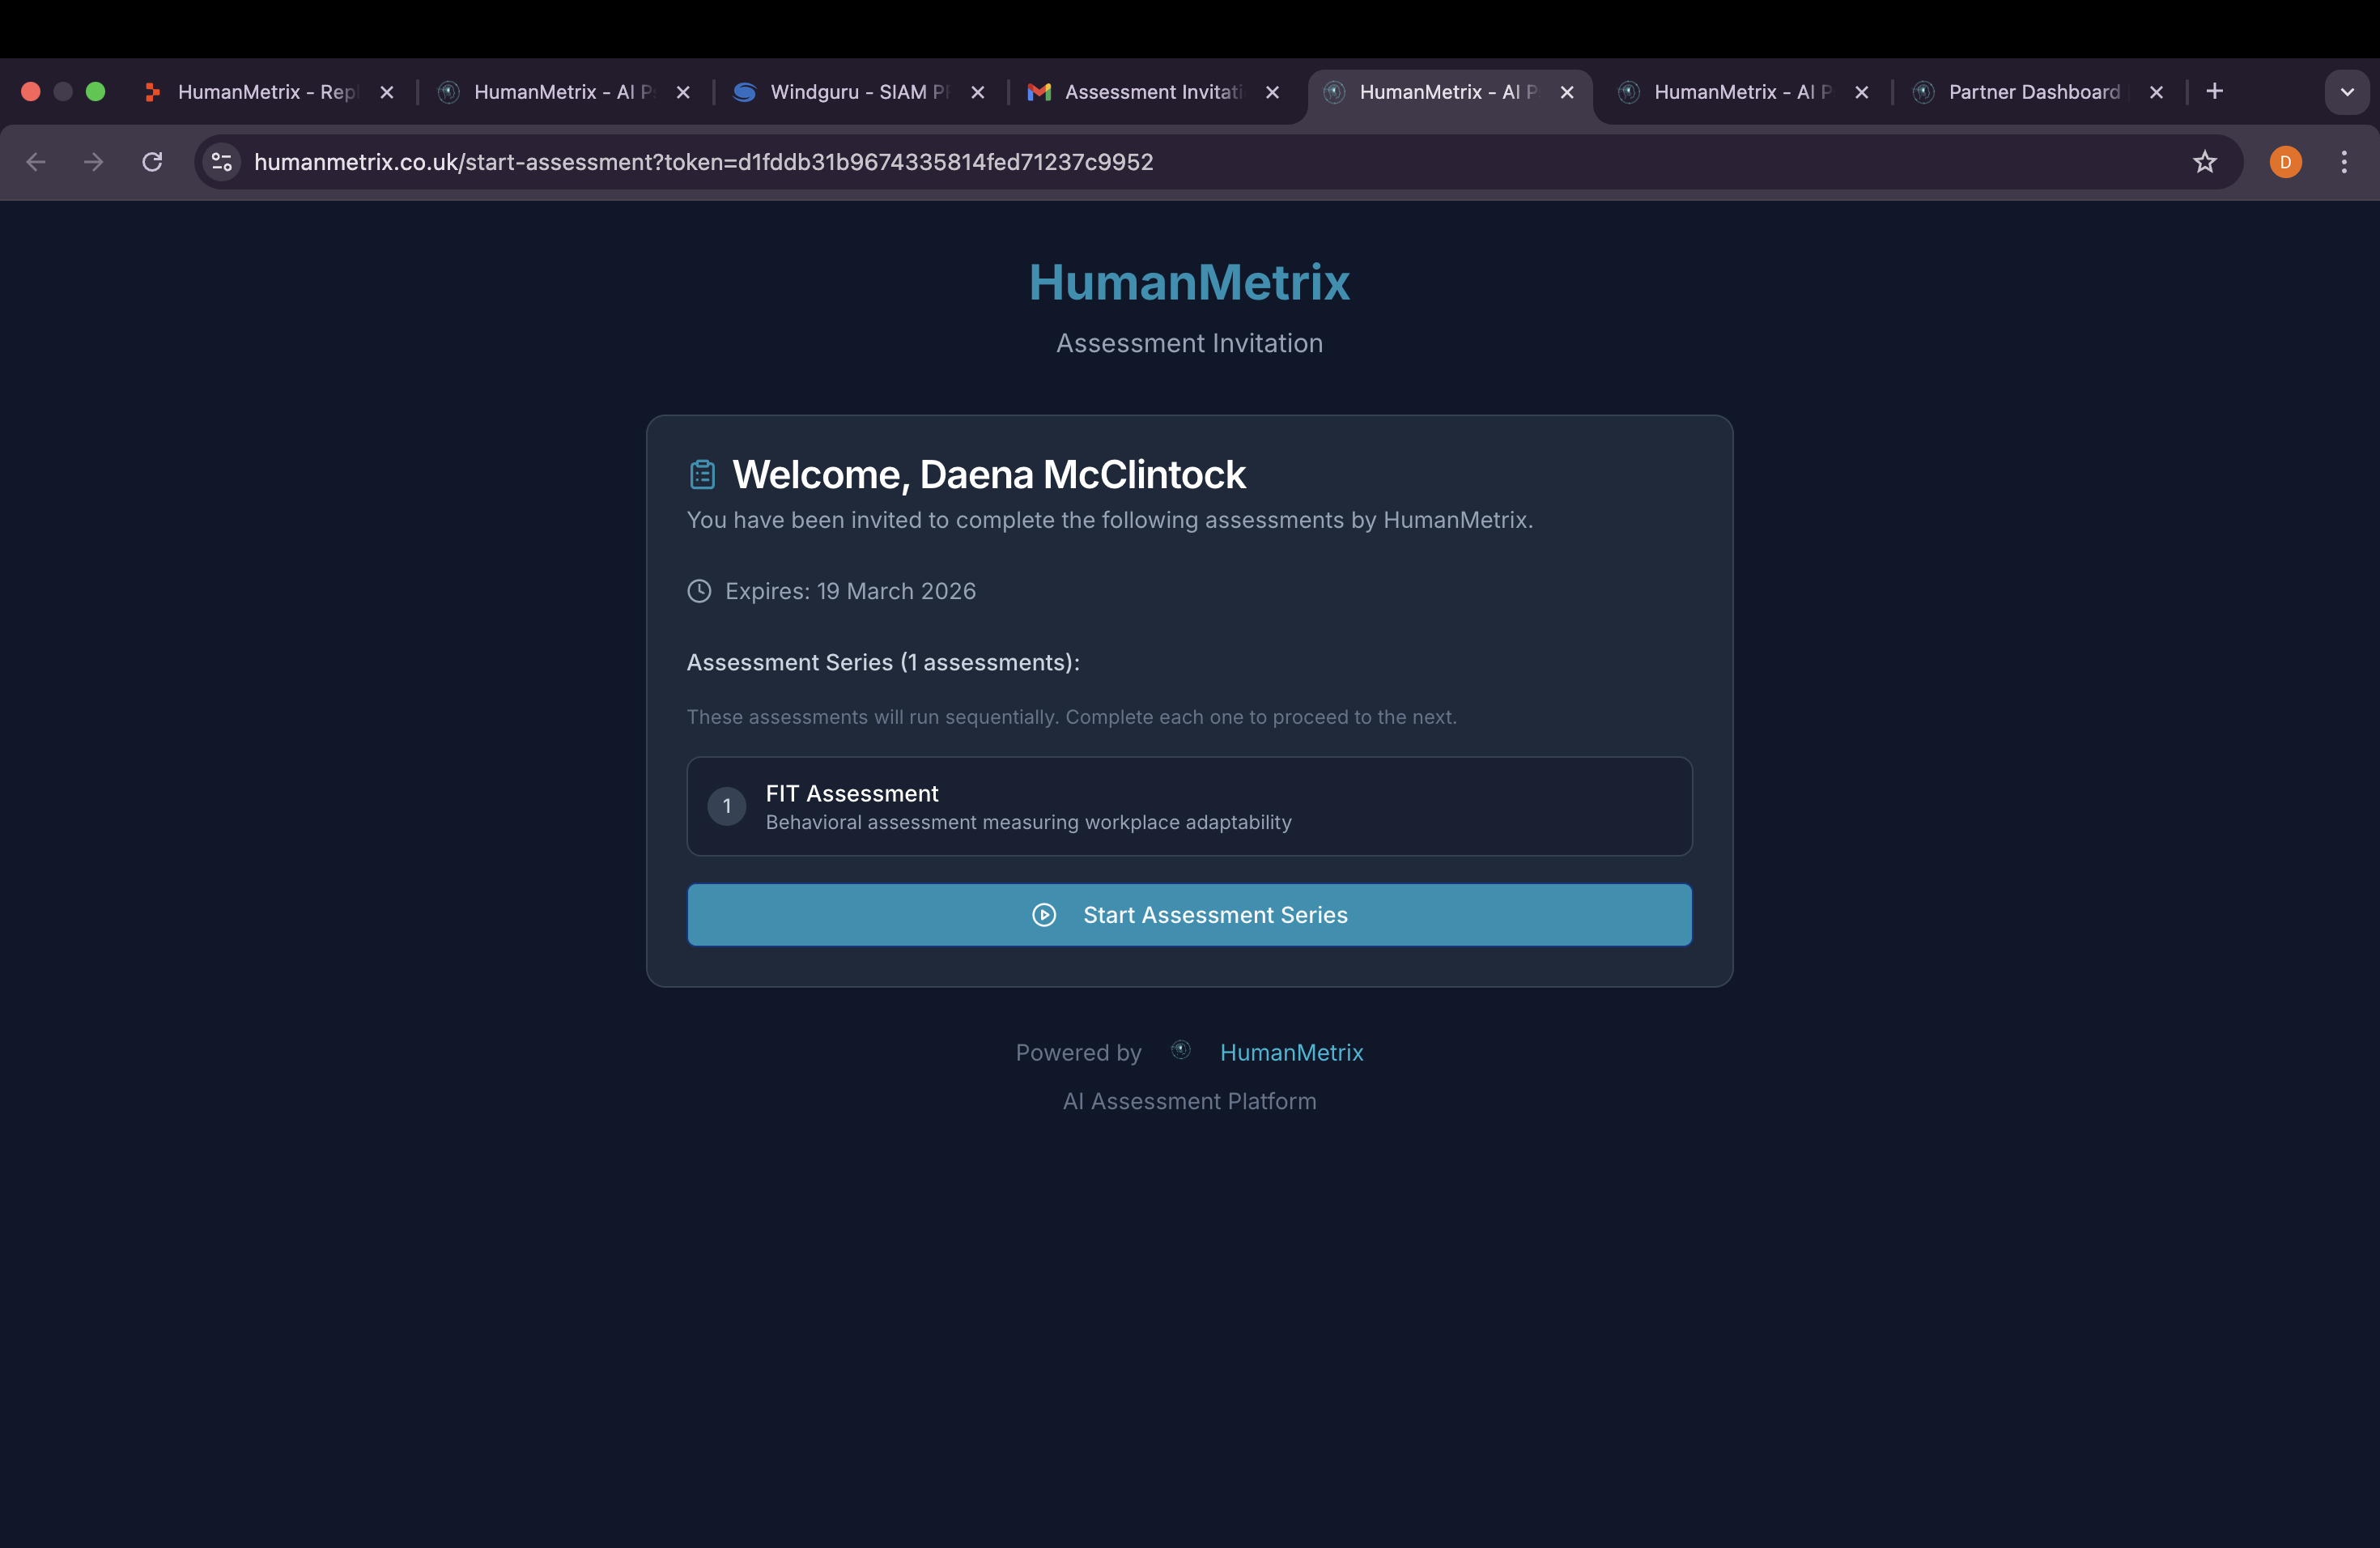 HumanMetrix - Repl
HumanMetrix - AI P
Windguru - SIAM P
Assessment Invitati
HumanMetrix - AI P
HumanMetrix - AI P
Partner Dashboard
humanmetrix.co.uk/start-assessment?token=d1fddb31b9674335814fed71237c9952
D
HumanMetrix
Assessment Invitation
Welcome, Daena McClintock
You have been invited to complete the following assessments by HumanMetrix.
Expires: 19 March 2026
Assessment Series (1 assessments):
These assessments will run sequentially. Complete each one to proceed to the next.
1
FIT Assessment
Behavioral assessment measuring workplace adaptability
Start Assessment Series
Powered by HumanMetrix
AI Assessment Platform